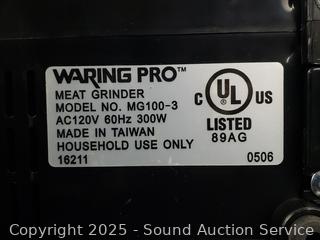 WARING PRO™
MEAT GRINDER
MODEL NO. MG100-3
AC120V 60Hz 300W
MADE IN TAIWAN
HOUSEHOLD USE ONLY
16211
C UL US
®
LISTED
89AG
0506
Copyright 2025 - Sound Auction Service